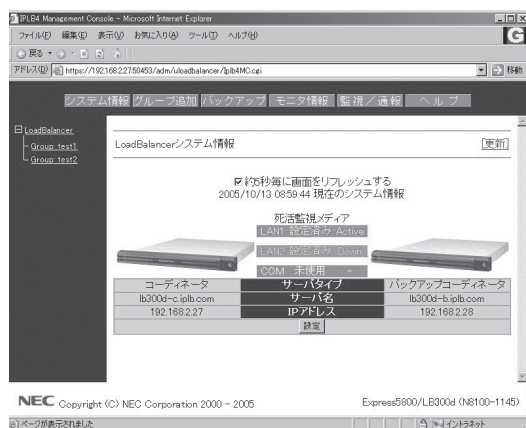 IPLB4 Management Console - Microsoft Internet Explorer
ファイル(F) 編集(E) 表示(V) お気に入り(A) ツール(T) ヘルプ(H)
戻る
アドレス(D) https://192.168.2.27:50453/adm/uloadbalancer/Iplb4MC.cgi 移動
システム情報 グループ追加 バックアップ モニタ情報 監視／通報 ヘルプ
LoadBalancer
Group: test1
Group: test2
LoadBalancerシステム情報 [更新]
約5秒毎に画面をリフレッシュする
2005/10/13 08:59:44 現在のシステム情報
死活監視メディア
LAN1 設定済み Active
LAN2 設定済み Down
COM 未使用 -
コーディネータ サーバタイプ バックアップコーディネータ
lb300d-c.iplb.com サーバ名 lb300d-b.iplb.com
192.168.2.27 IPアドレス 192.168.2.28
設定
NEC Copyright (C) NEC Corporation 2000 - 2005 Express5800/LB300d (N8100-1145)
ページが表示されました イントラネット